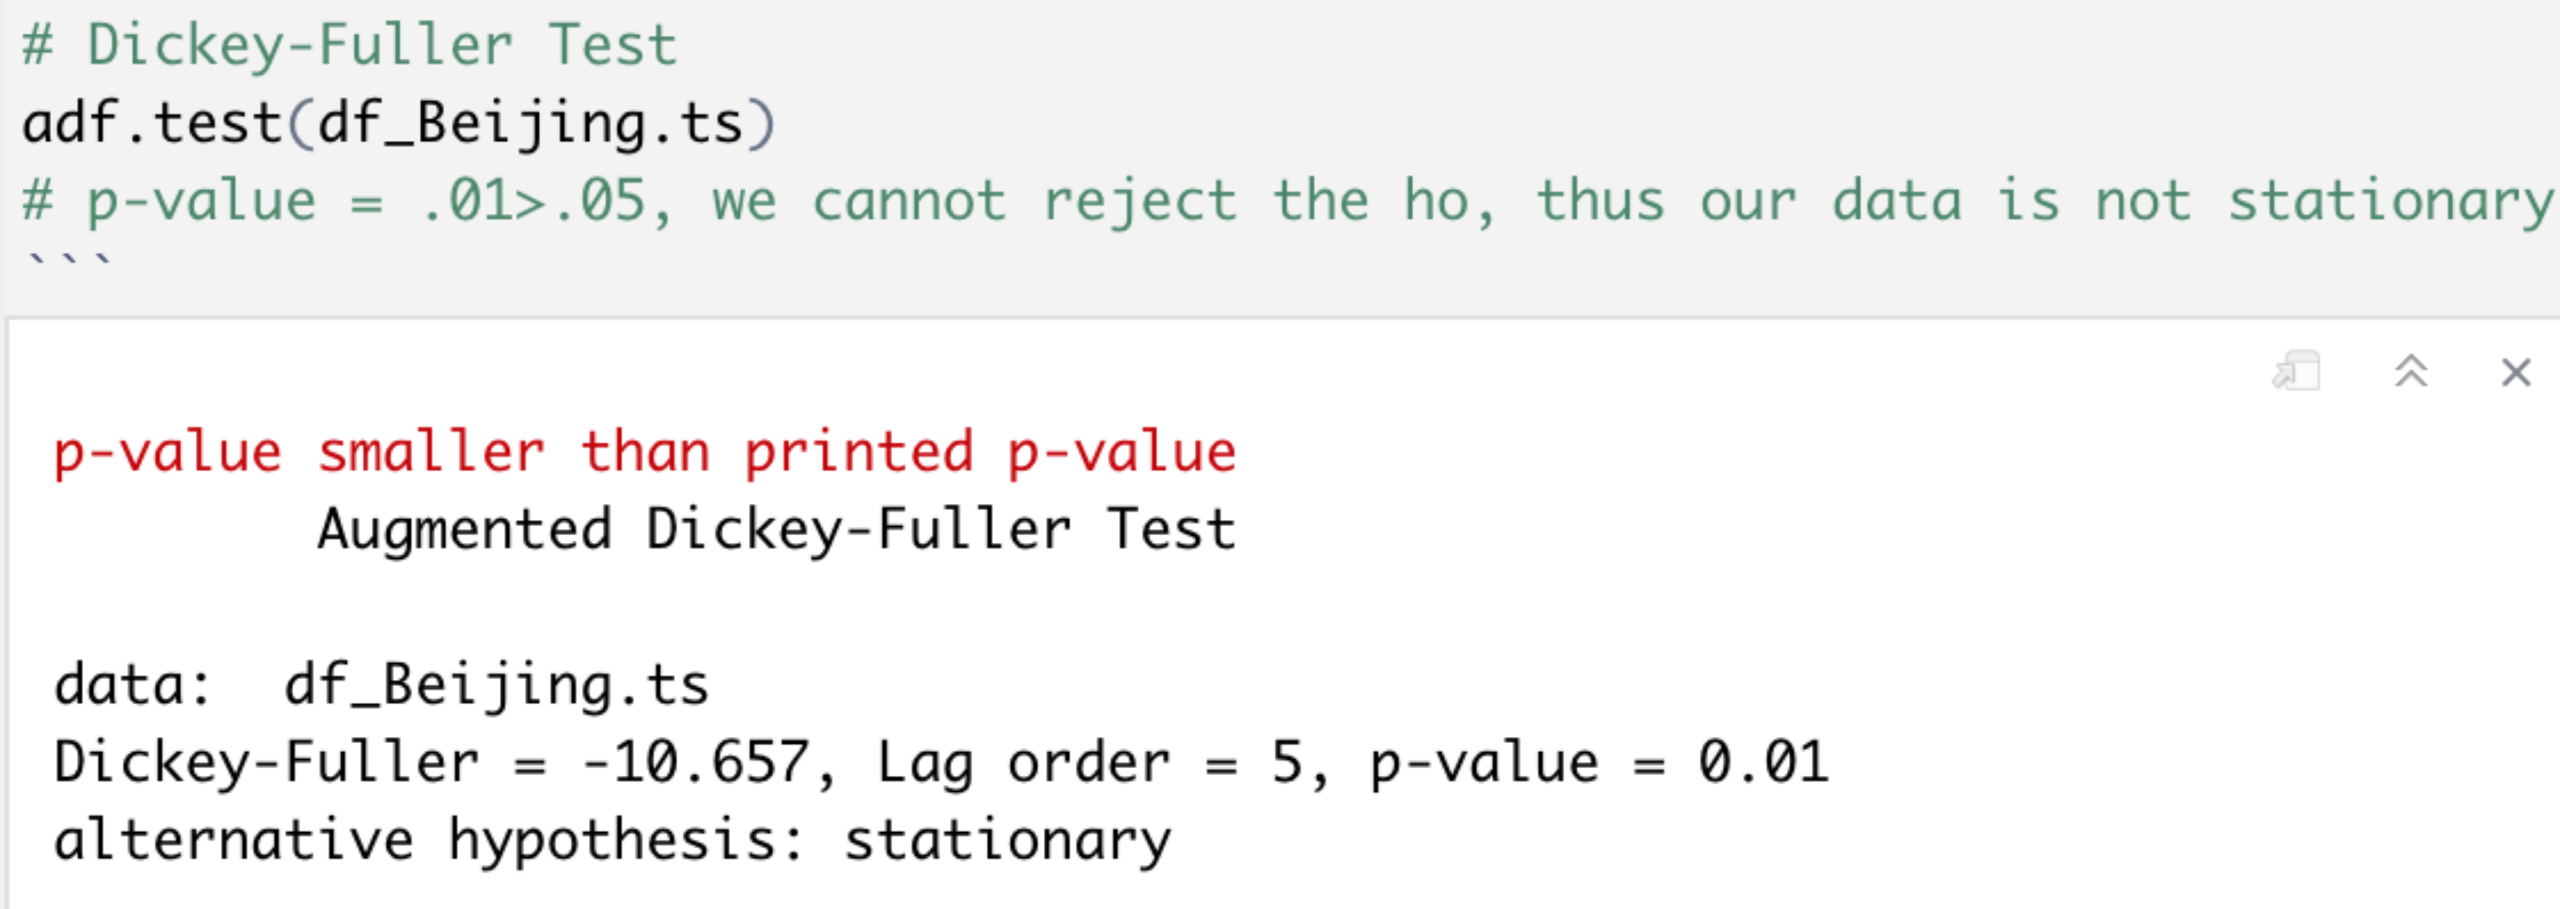 # Dickey-Fuller Test
adf.test(df_Beijing.ts)
# p-value = .01>.05, we cannot reject the ho, thus our data is not stationary
```
p-value smaller than printed p-value
Augmented Dickey-Fuller Test
data:  df_Beijing.ts
Dickey-Fuller = -10.657, Lag order = 5, p-value = 0.01
alternative hypothesis: stationary